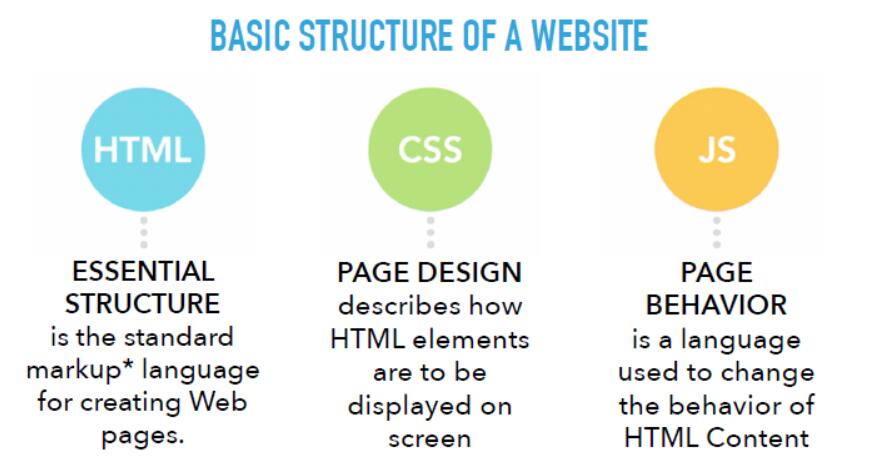 BASIC STRUCTURE OF A WEBSITE
HTML
ESSENTIAL
STRUCTURE
is the standard
markup* language
for creating Web
pages.
CSS
PAGE DESIGN
describes how
HTML elements
are to be
displayed on
screen
JS
PAGE
BEHAVIOR
is a language
used to change
the behavior of
HTML Content